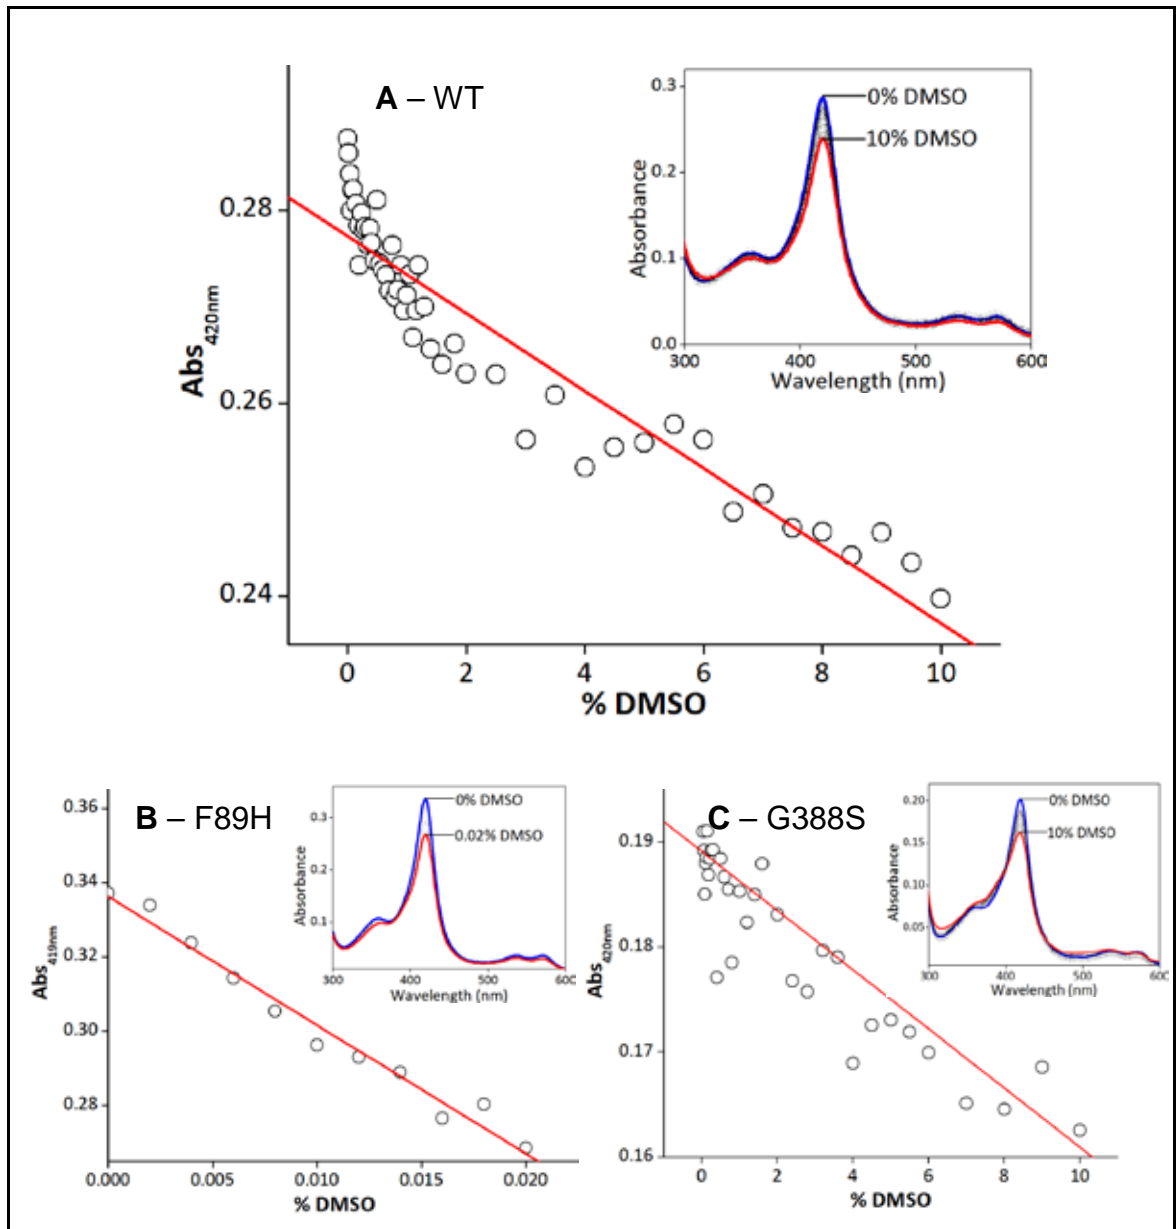 A – WT
0.28
0.26
0.24
Abs420nm
0 2 4 6 8 10
% DMSO
0.3
0.2
0.1
0.0
Absorbance
0% DMSO
10% DMSO
300 400 500 600
Wavelength (nm)
B – F89H
0.36
0.34
0.32
0.30
0.28
Abs419nm
0.000 0.005 0.010 0.015 0.020
% DMSO
0.3
0.2
0.1
Absorbance
0% DMSO
0.02% DMSO
300 400 500 600
Wavelength (nm)
C – G388S
0.19
0.18
0.17
0.16
Abs420nm
0 2 4 6 8 10
% DMSO
0.20
0.15
0.10
0.05
Absorbance
0% DMSO
10% DMSO
300 400 500 600
Wavelength (nm)